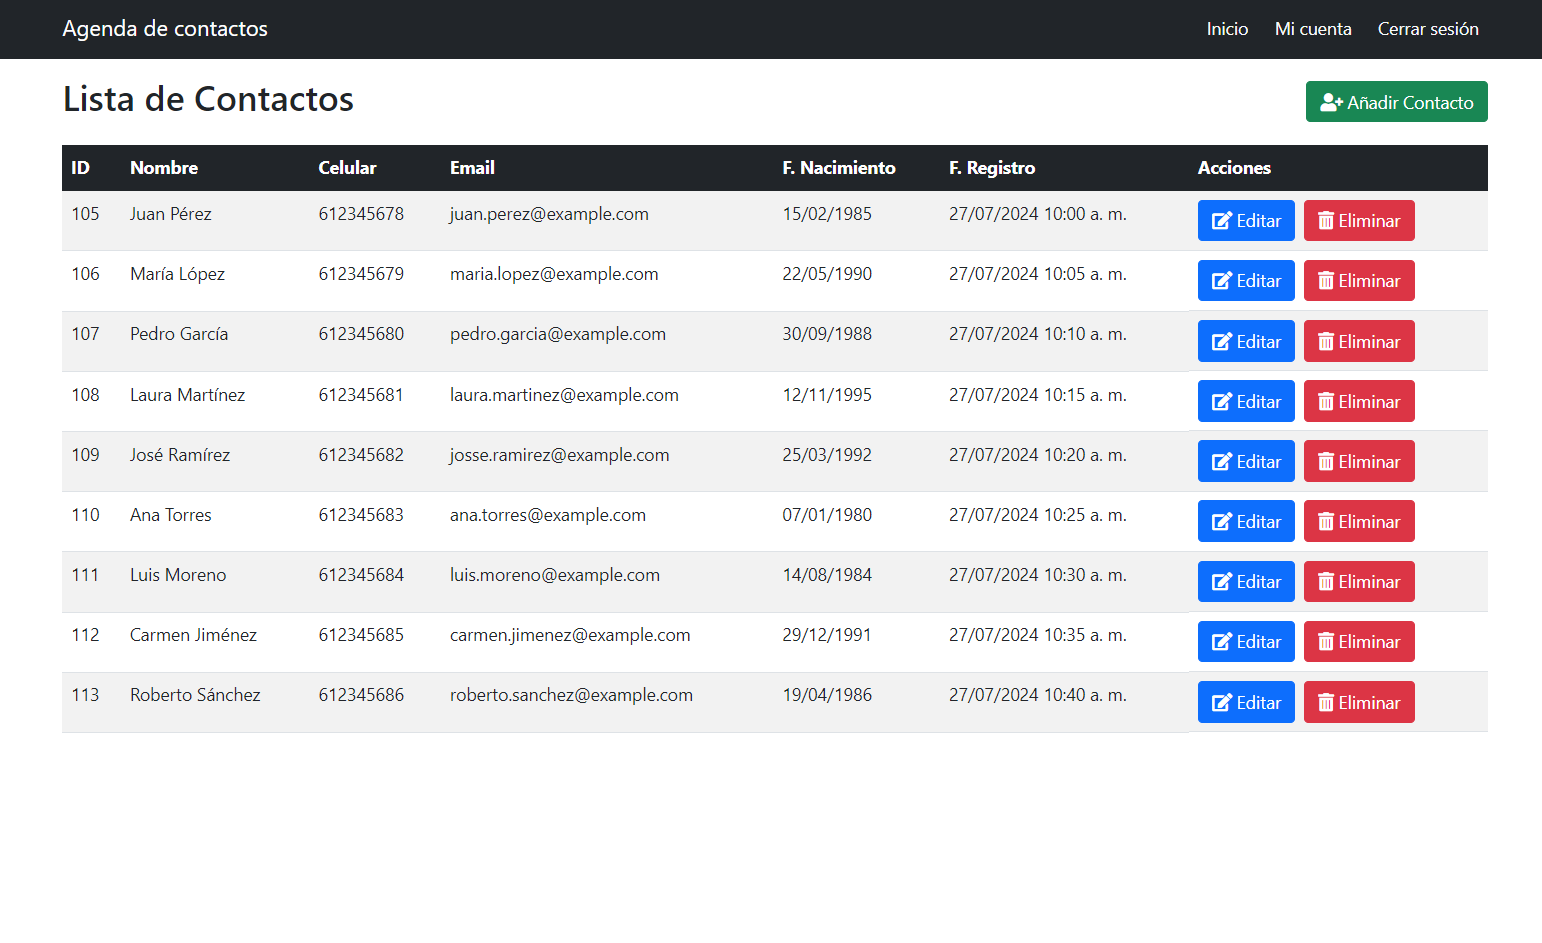 Agenda de contactos Inicio Mi cuenta Cerrar sesión
Lista de Contactos Añadir Contacto
ID Nombre Celular Email F. Nacimiento F. Registro Acciones
105 Juan Pérez 612345678 juan.perez@example.com 15/02/1985 27/07/2024 10:00 a. m. Editar Eliminar
106 María López 612345679 maria.lopez@example.com 22/05/1990 27/07/2024 10:05 a. m. Editar Eliminar
107 Pedro García 612345680 pedro.garcia@example.com 30/09/1988 27/07/2024 10:10 a. m. Editar Eliminar
108 Laura Martínez 612345681 laura.martinez@example.com 12/11/1995 27/07/2024 10:15 a. m. Editar Eliminar
109 José Ramírez 612345682 josse.ramirez@example.com 25/03/1992 27/07/2024 10:20 a. m. Editar Eliminar
110 Ana Torres 612345683 ana.torres@example.com 07/01/1980 27/07/2024 10:25 a. m. Editar Eliminar
111 Luis Moreno 612345684 luis.moreno@example.com 14/08/1984 27/07/2024 10:30 a. m. Editar Eliminar
112 Carmen Jiménez 612345685 carmen.jimenez@example.com 29/12/1991 27/07/2024 10:35 a. m. Editar Eliminar
113 Roberto Sánchez 612345686 roberto.sanchez@example.com 19/04/1986 27/07/2024 10:40 a. m. Editar Eliminar